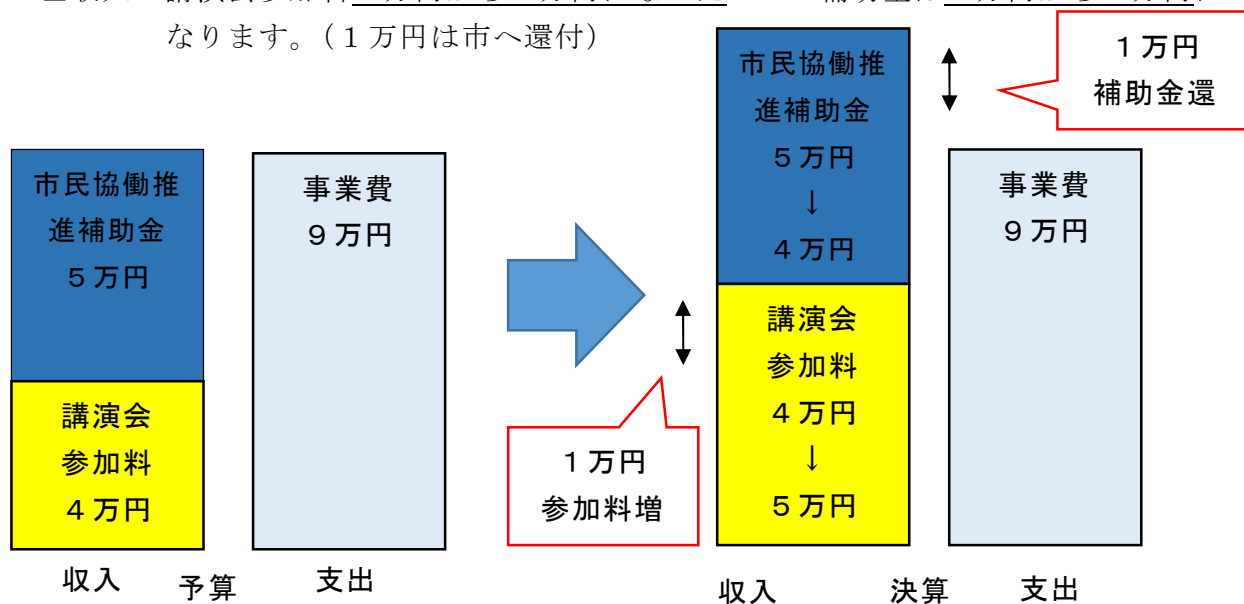 なります。（１万円は市へ還付）
市民協働推
進補助金
５万円
講演会
参加料
４万円
事業費
９万円
収入
予算
支出
１万円
参加料増
市民協働推
進補助金
５万円
↓
４万円
講演会
参加料
４万円
↓
５万円
１万円
補助金還
事業費
９万円
収入
決算
支出